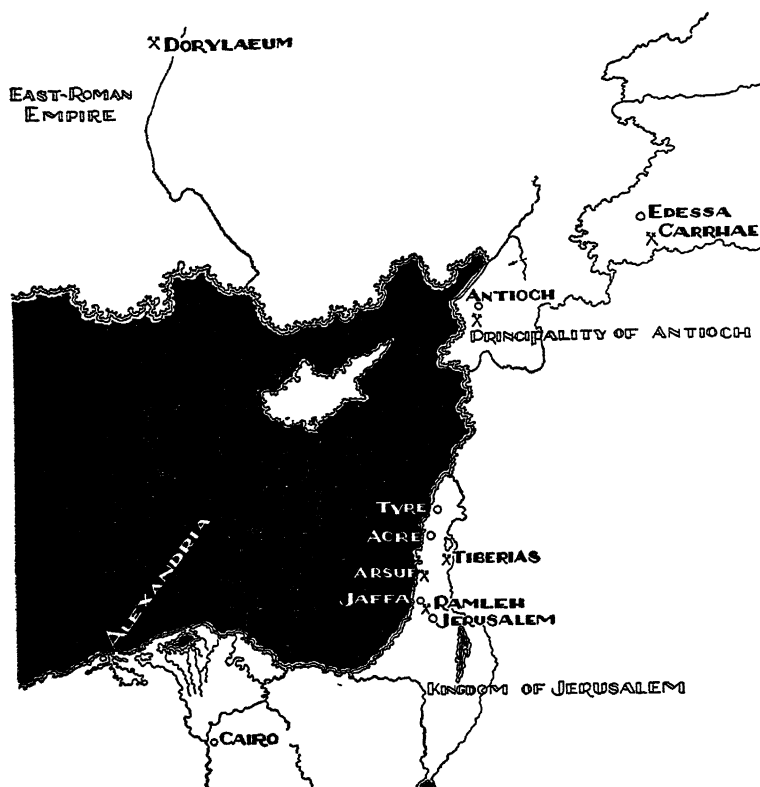 DORYLAEUM
EAST-ROMAN
EMPIRE
EDESSA
CARRHAE
ANTIOCH
PRINCIPALITY OF ANTIOCH
TYRE
ACRE
TIBERIAS
ALEXANDRIA
ARSUF
JAFFA
RAMLEH
JERUSALEM
KINGDOM OF JERUSALEM
CAIRO